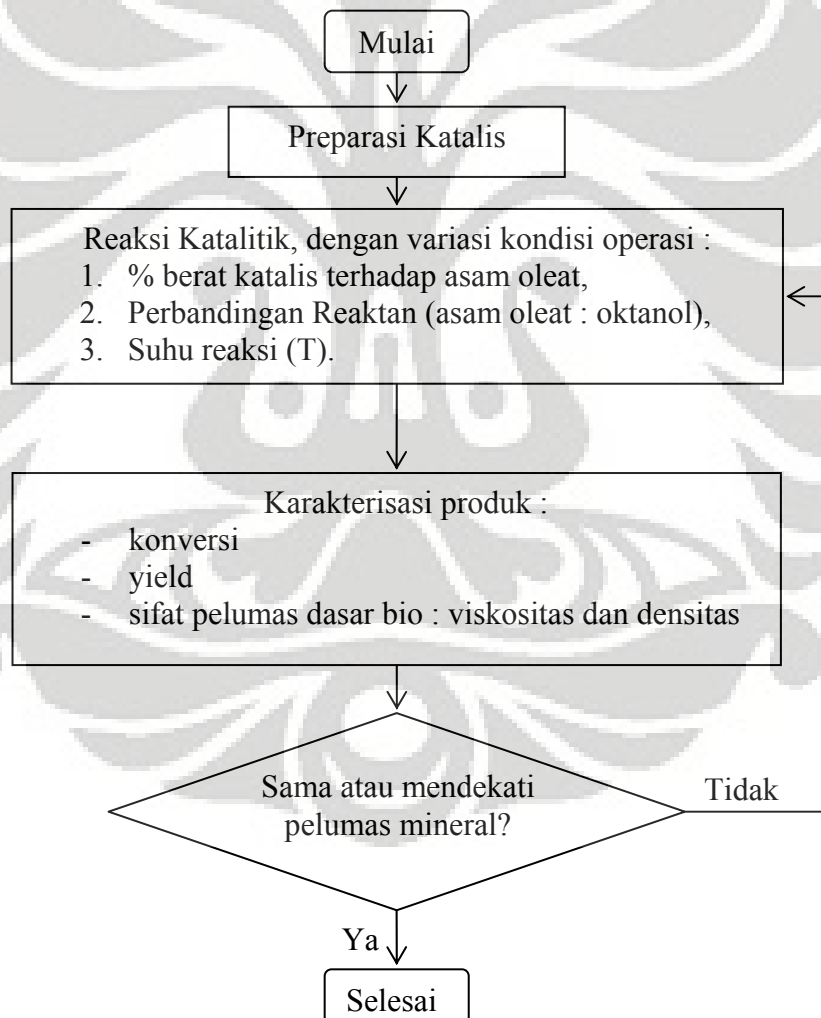 Mulai
Preparasi Katalis
Reaksi Katalitik, dengan variasi kondisi operasi :
1. % berat katalis terhadap asam oleat,
2. Perbandingan Reaktan (asam oleat : oktanol),
3. Suhu reaksi (T).
Karakterisasi produk :
- konversi
- yield
- sifat pelumas dasar bio : viskositas dan densitas
Sama atau mendekati
pelumas mineral?
Tidak
Ya
Selesai